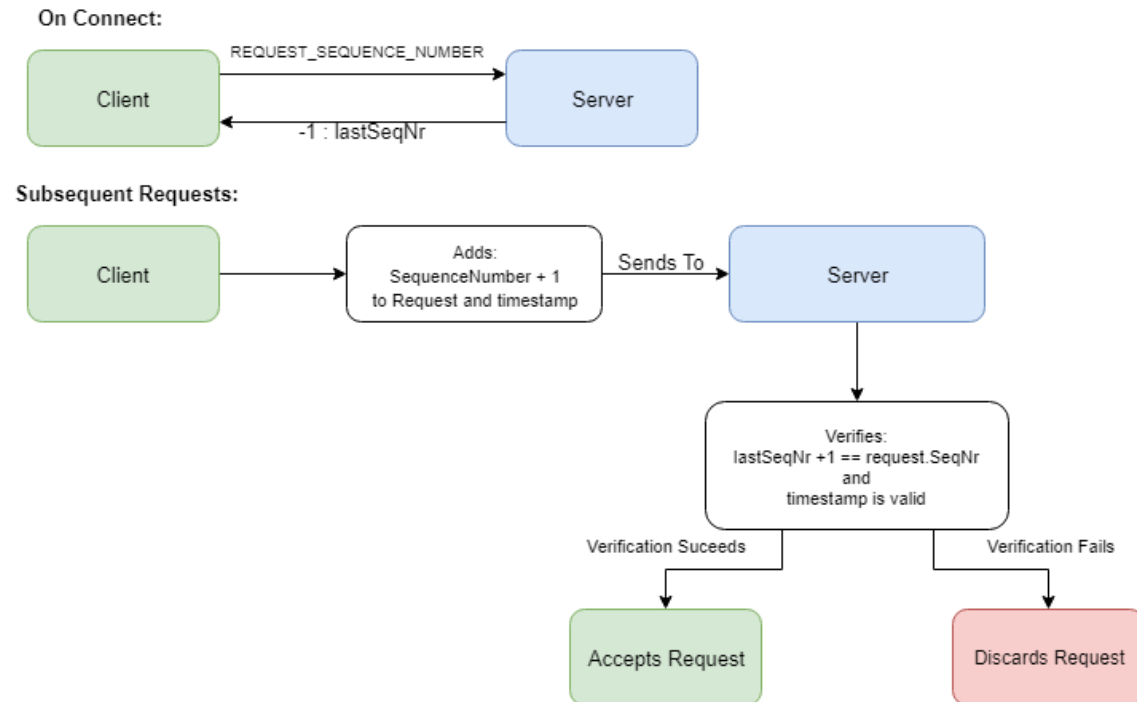 On Connect:
REQUEST_SEQUENCE_NUMBER
Client
Server
-1 : lastSeqNr
Subsequent Requests:
Client
Adds:
SequenceNumber + 1
to Request and timestamp
Sends To
Server
Verifies:
lastSeqNr +1 == request.SeqNr
and
timestamp is valid
Verification Suceeds
Verification Fails
Accepts Request
Discards Request